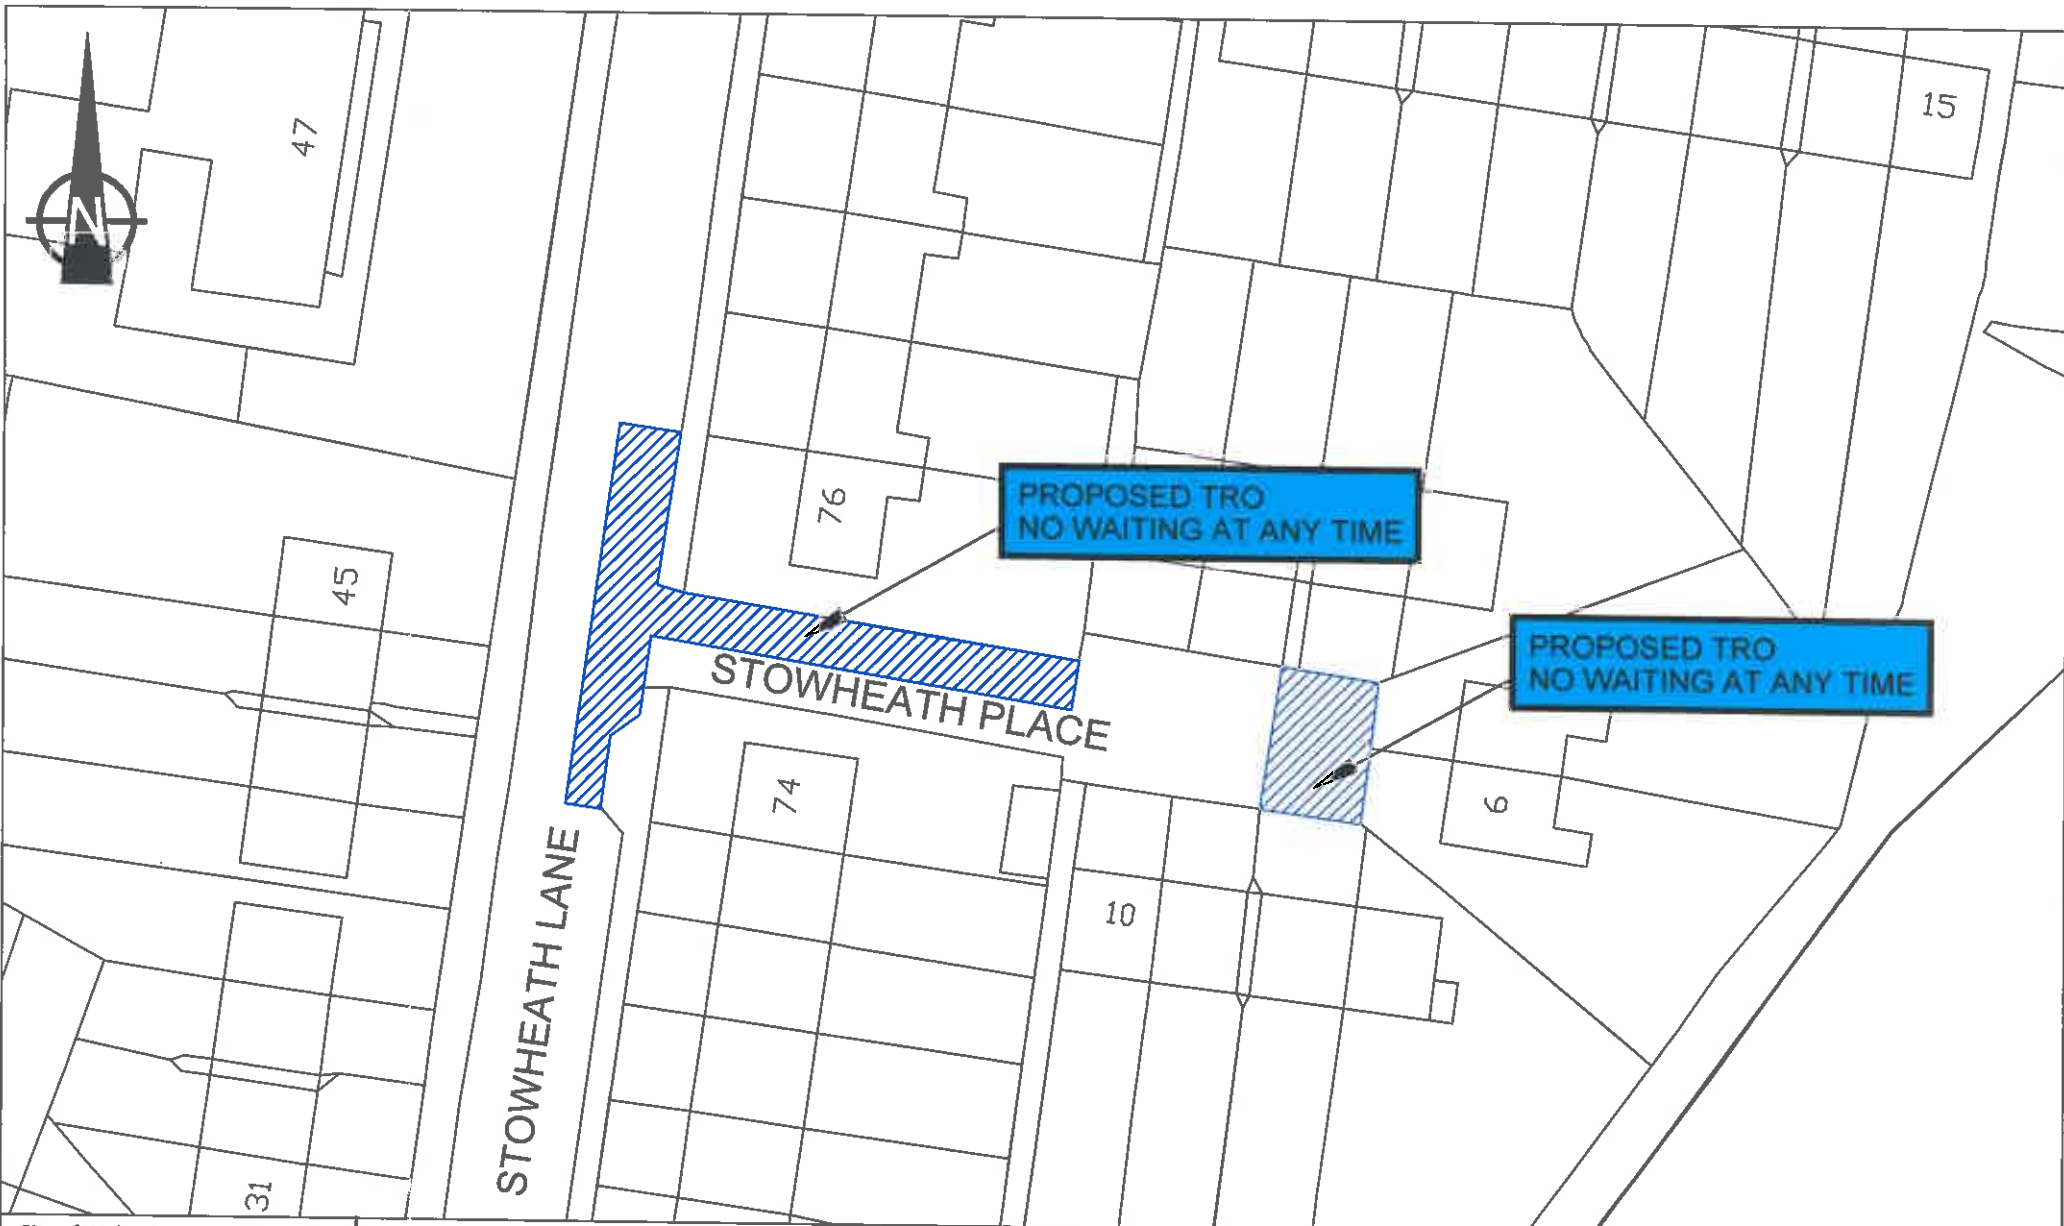 47
15
N
PROPOSED TRO
NO WAITING AT ANY TIME
76
45
PROPOSED TRO
NO WAITING AT ANY TIME
STOWHEATH PLACE
74
6
10
STOWHEATH LANE
31